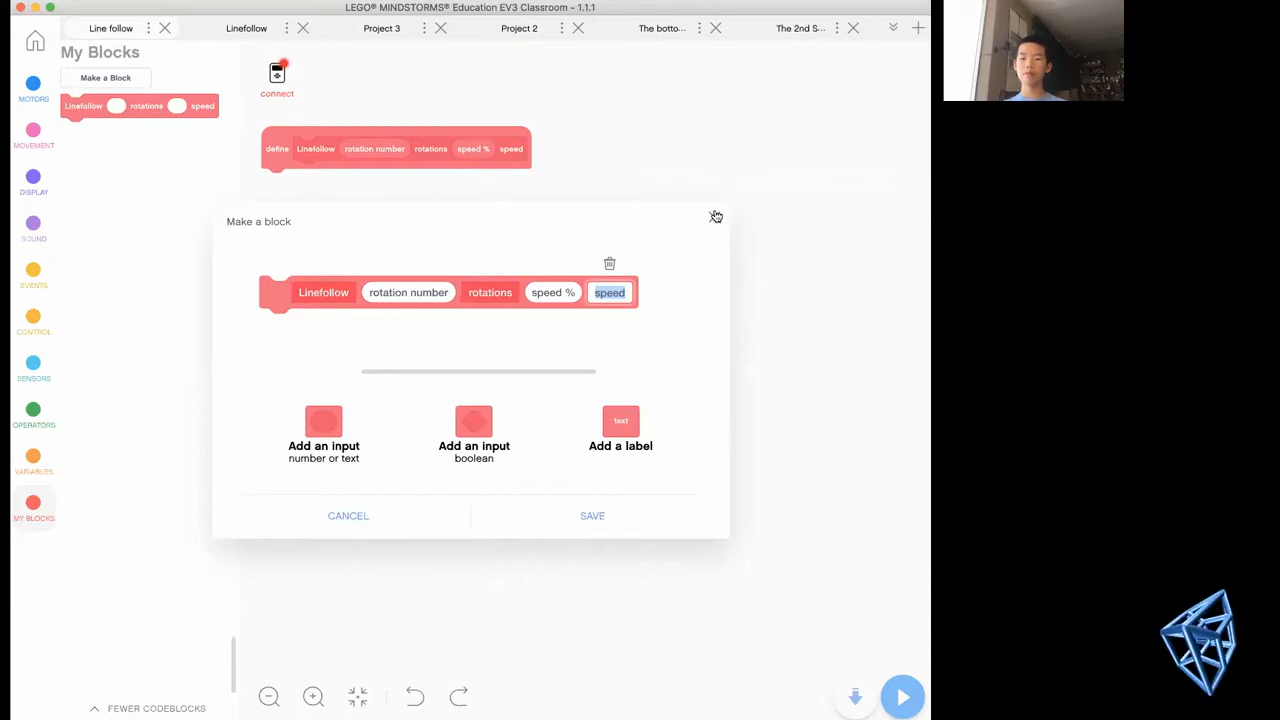 LEGO® MINDSTORMS® Education EV3 Classroom - 1.1.1
Line follow
Linefollow
Project 3
Project 2
The botto...
The 2nd S...
My Blocks
Make a Block
Linefollow rotations speed
MOTORS
MOVEMENT
DISPLAY
SOUND
EVENTS
CONTROL
SENSORS
OPERATORS
VARIABLES
MY BLOCKS
connect
define Linefollow rotation number rotations speed % speed
Make a block
Linefollow rotation number rotations speed % speed
text
Add an input
number or text
Add an input
boolean
Add a label
CANCEL
SAVE
FEWER CODEBLOCKS